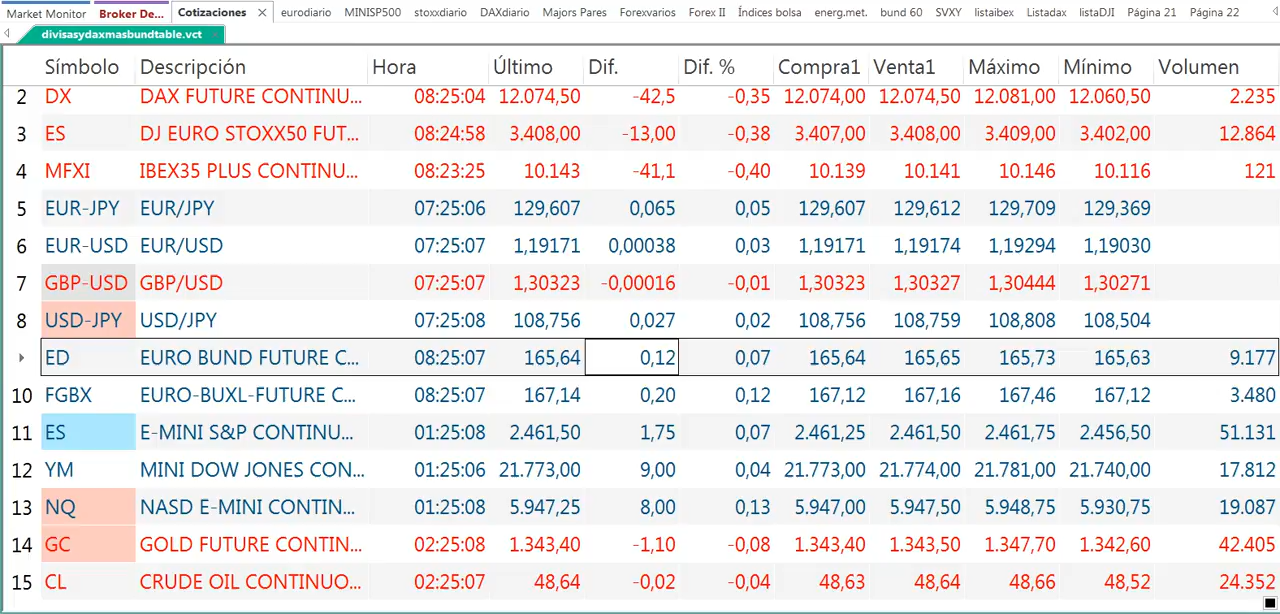 Market Monitor Broker De... Cotizaciones eurodiario MINISP500 stoxxdiario DAXdiario Majors Pares Forexvarios Forex II Índices bolsa energ.met. bund 60 SVXY listaibex Listadax listaDJI Página 21 Página 22
divisasydaxmasbundtable.vct
Símbolo Descripción Hora Último Dif. Dif. % Compra1 Venta1 Máximo Mínimo Volumen
2 DX DAX FUTURE CONTINU... 08:25:04 12.074,50 -42,5 -0,35 12.074,00 12.074,50 12.081,00 12.060,50 2.235
3 ES DJ EURO STOXX50 FUT... 08:24:58 3.408,00 -13,00 -0,38 3.407,00 3.408,00 3.409,00 3.402,00 12.864
4 MFXI IBEX35 PLUS CONTINU... 08:23:25 10.143 -41,1 -0,40 10.139 10.141 10.146 10.116 121
5 EUR-JPY EUR/JPY 07:25:06 129,607 0,065 0,05 129,607 129,612 129,709 129,369
6 EUR-USD EUR/USD 07:25:07 1,19171 0,00038 0,03 1,19171 1,19174 1,19294 1,19030
7 GBP-USD GBP/USD 07:25:07 1,30323 -0,00016 -0,01 1,30323 1,30327 1,30444 1,30271
8 USD-JPY USD/JPY 07:25:08 108,756 0,027 0,02 108,756 108,759 108,808 108,504
ED EURO BUND FUTURE C... 08:25:07 165,64 0,12 0,07 165,64 165,65 165,73 165,63 9.177
10 FGBX EURO-BUXL-FUTURE C... 08:25:07 167,14 0,20 0,12 167,12 167,16 167,46 167,12 3.480
11 ES E-MINI S&P CONTINU... 01:25:08 2.461,50 1,75 0,07 2.461,25 2.461,50 2.461,75 2.456,50 51.131
12 YM MINI DOW JONES CON... 01:25:06 21.773,00 9,00 0,04 21.773,00 21.774,00 21.781,00 21.740,00 17.812
13 NQ NASD E-MINI CONTIN... 01:25:08 5.947,25 8,00 0,13 5.947,00 5.947,50 5.948,75 5.930,75 19.087
14 GC GOLD FUTURE CONTIN... 02:25:08 1.343,40 -1,10 -0,08 1.343,40 1.343,50 1.347,70 1.342,60 42.405
15 CL CRUDE OIL CONTINUO... 02:25:07 48,64 -0,02 -0,04 48,63 48,64 48,66 48,52 24.352